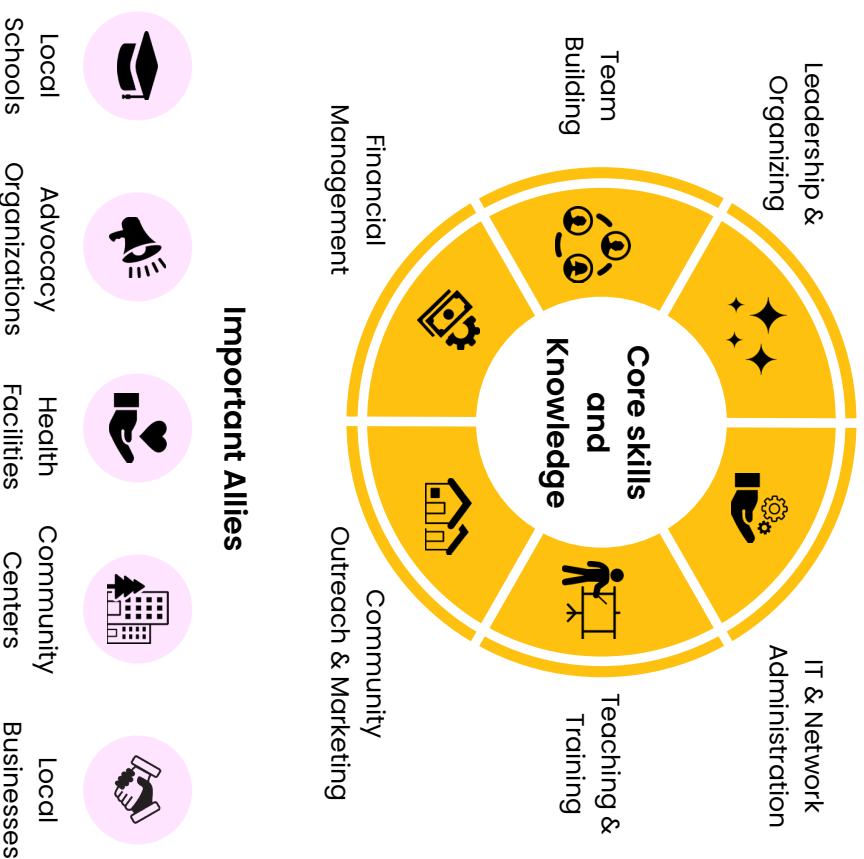 Leadership &
Organizing
IT & Network
Administration
Team
Building
Core skills
and
Knowledge
Teaching &
Training
Financial
Management
Community
Outreach & Marketing
Important Allies
Local
Schools
Advocacy
Organizations
Health
Facilities
Community
Centers
Local
Businesses